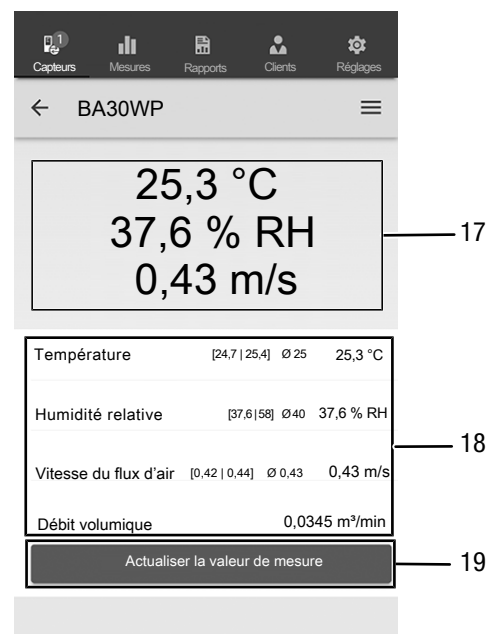 1
Capteurs Mesures Rapports Clients Réglages
BA30WP
25,3 °C
37,6 % RH
0,43 m/s
17
Température [24,7 | 25,4] Ø 25 25,3 °C
Humidité relative [37,6|58] Ø 40 37,6 % RH
18
Vitesse du flux d'air [0,42 | 0,44] Ø 0,43 0,43 m/s
Débit volumique 0,0345 m³/min
Actualiser la valeur de mesure
19